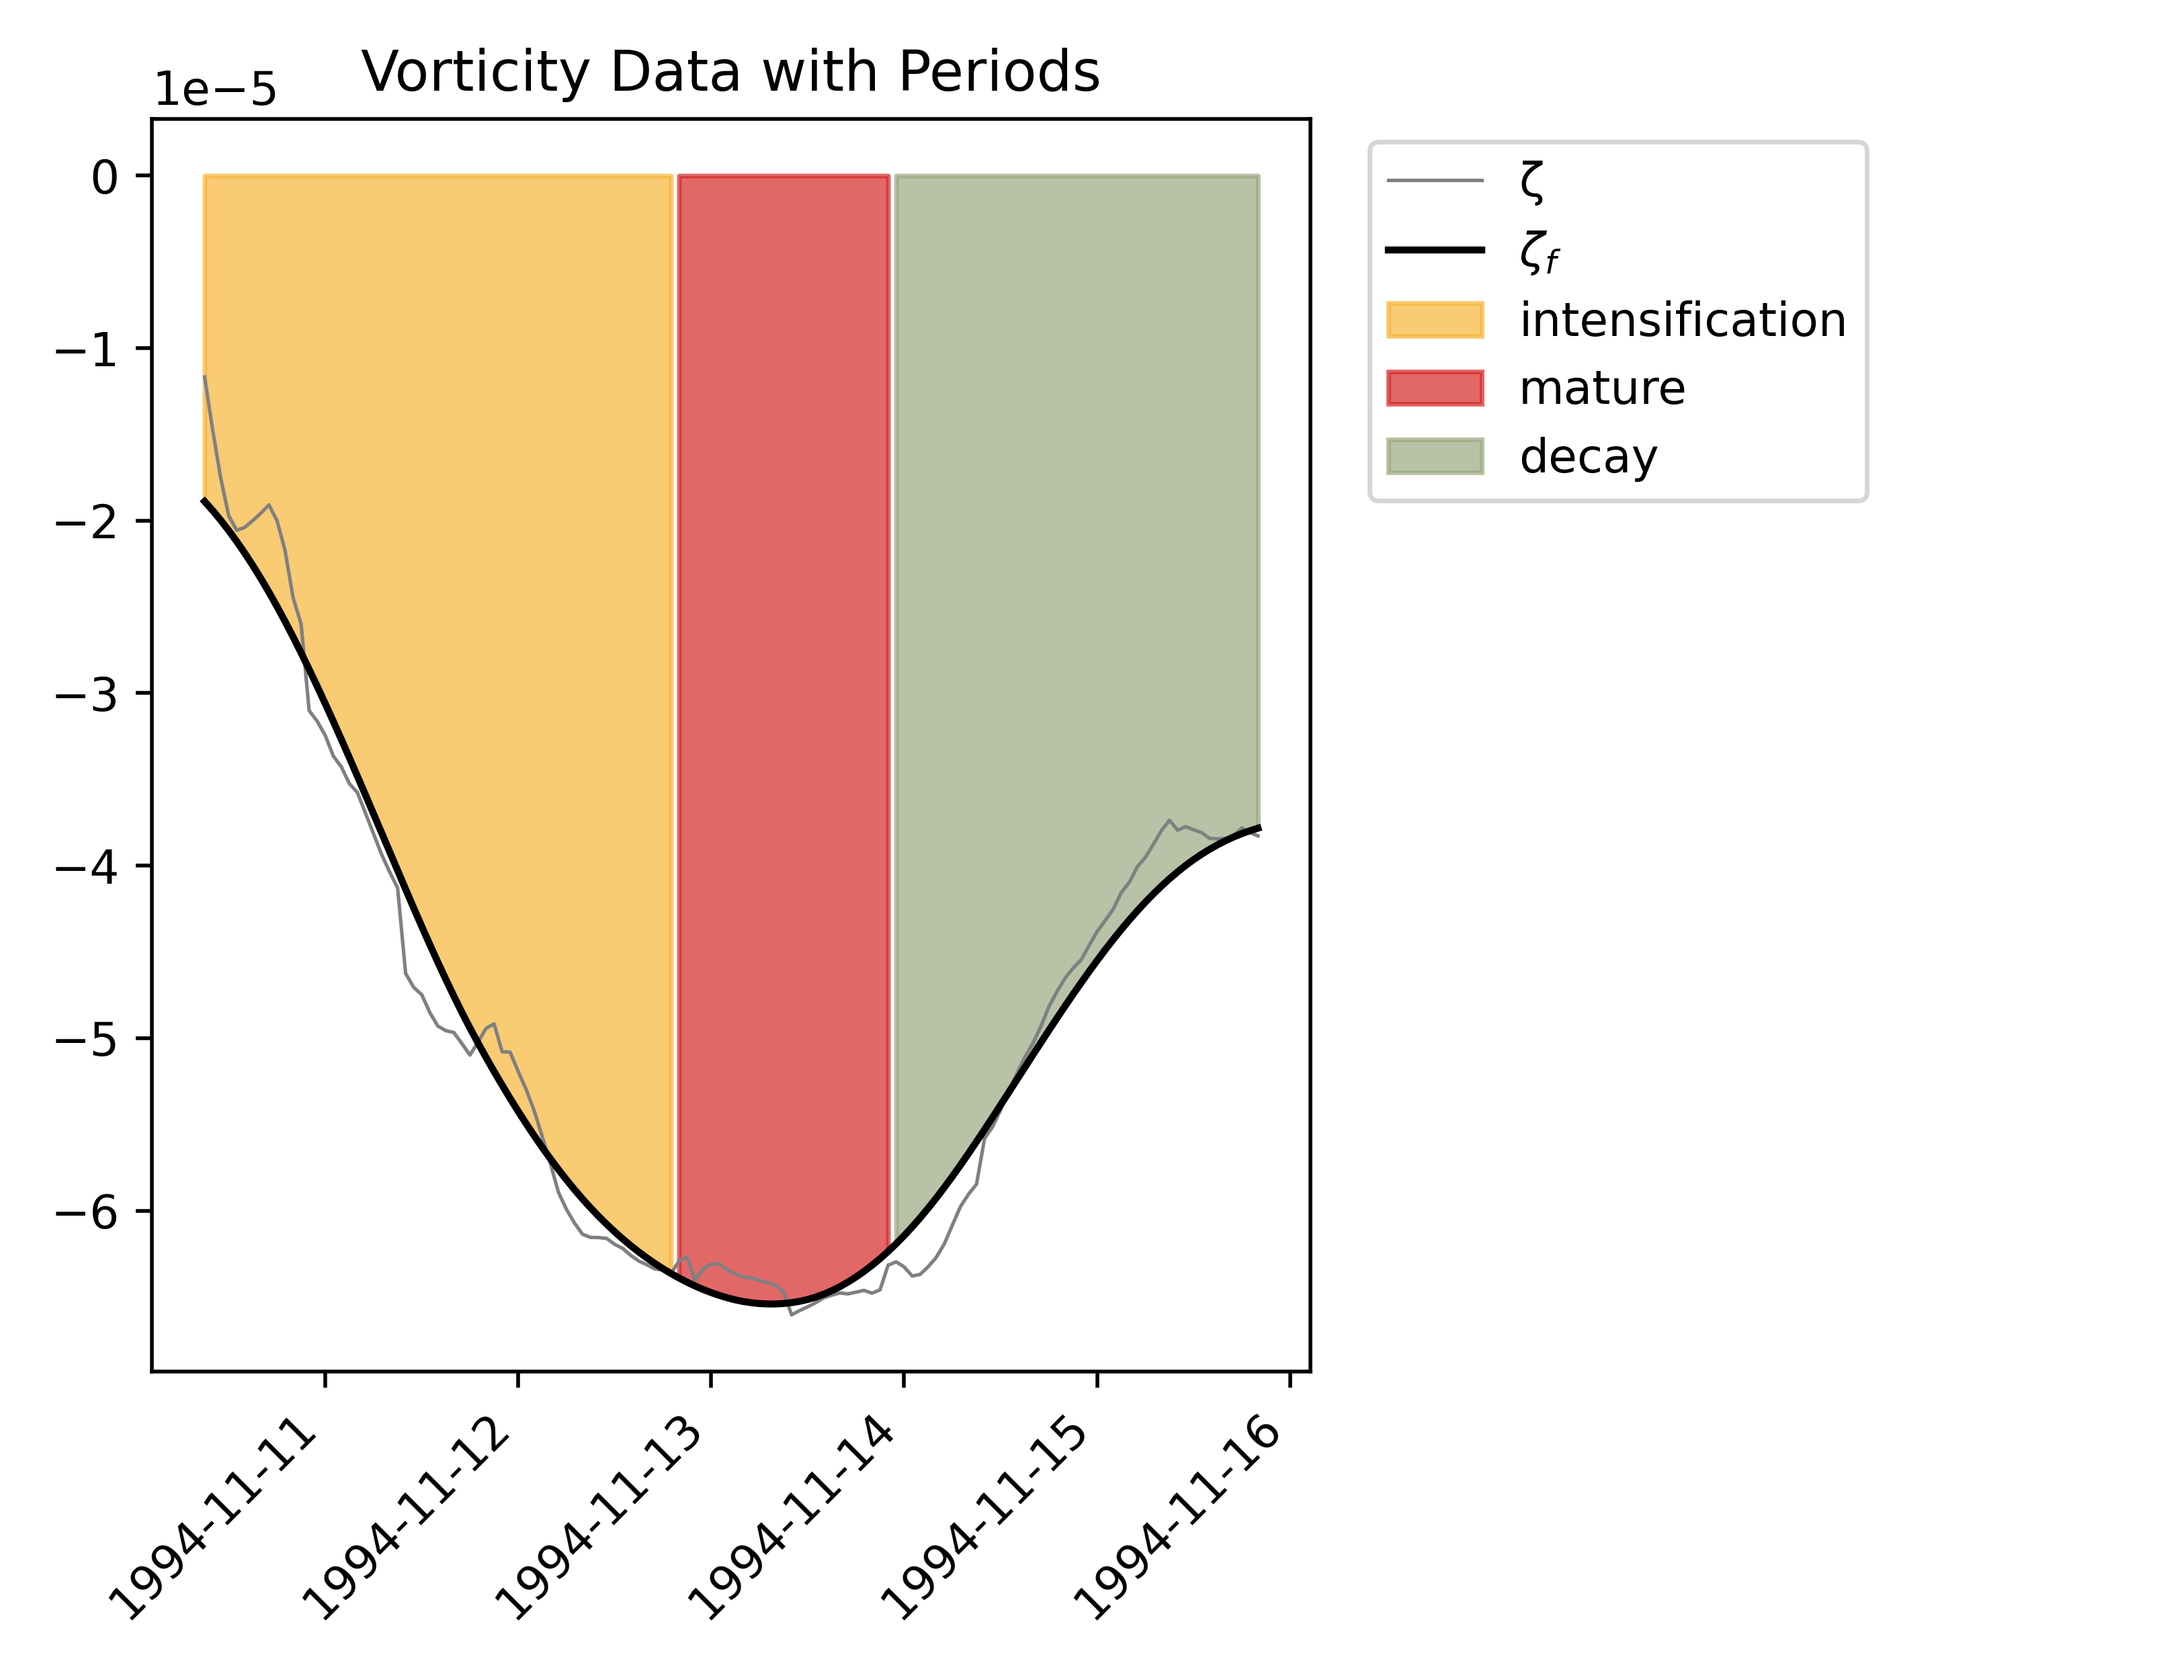 Vorticity Data with Periods
1e−5
0
−1
−2
−3
−4
−5
−6
1994-11-11
1994-11-12
1994-11-13
1994-11-14
1994-11-15
1994-11-16
ζ
ζf
intensification
mature
decay